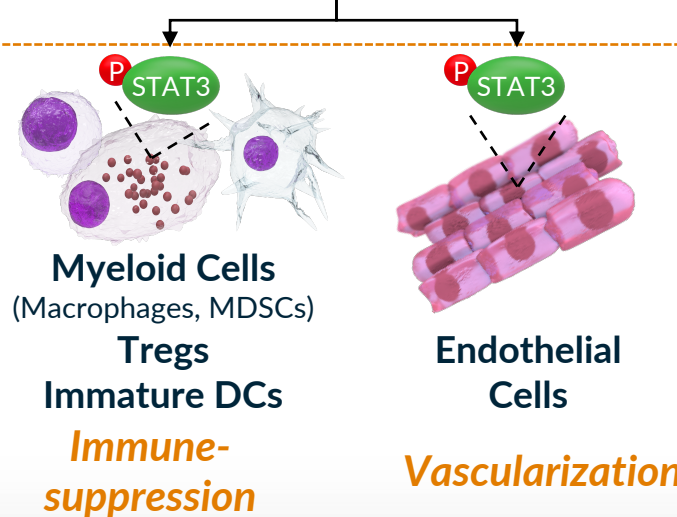 P
STAT3
P
STAT3
Myeloid Cells
(Macrophages, MDSCs)
Tregs
Immature DCs
Immune-
suppression
Endothelial
Cells
Vascularization